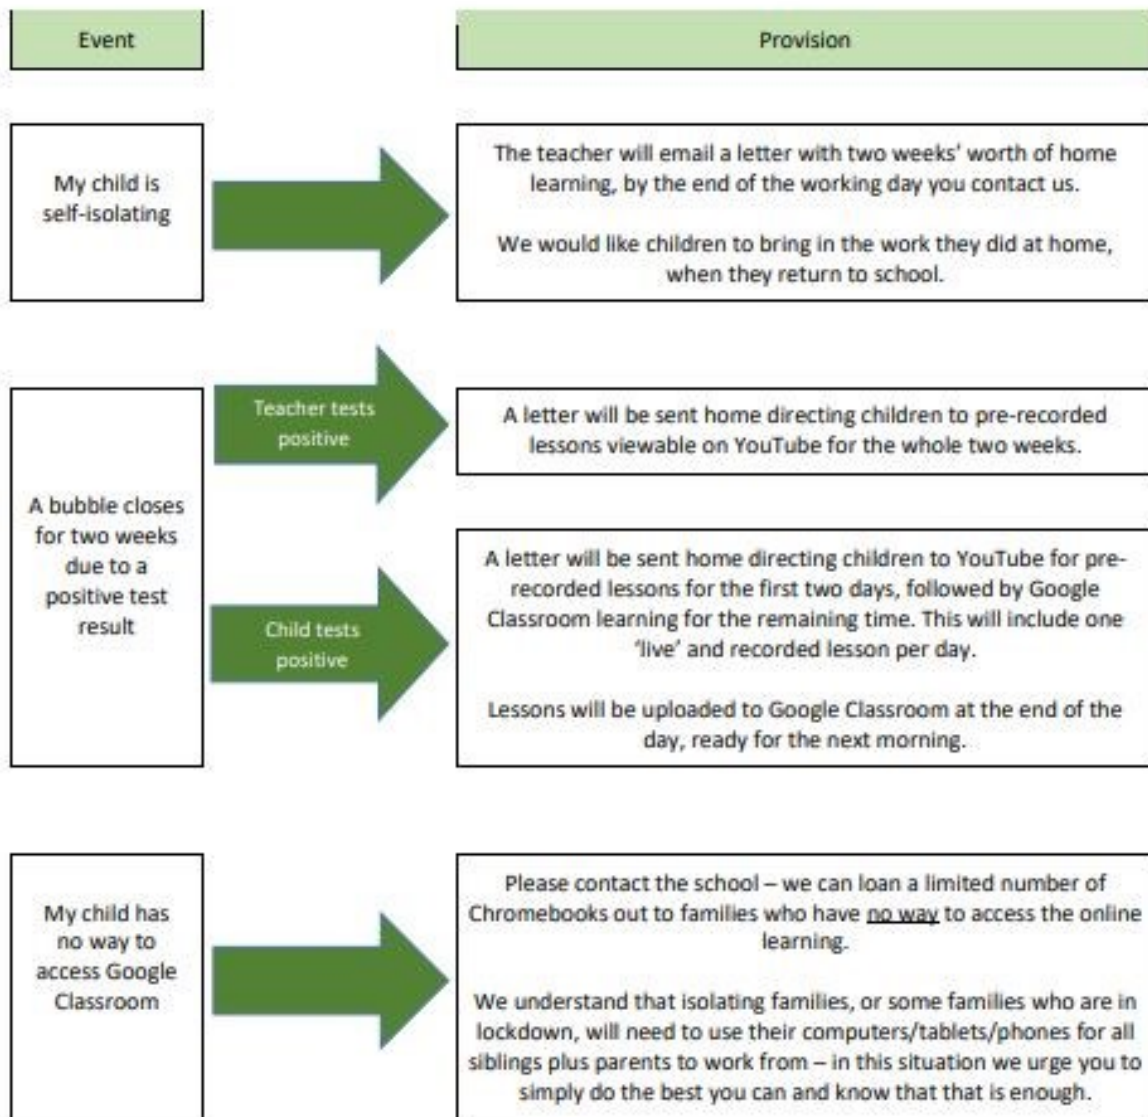 Event
Provision
My child is
self-isolating
The teacher will email a letter with two weeks' worth of home
learning, by the end of the working day you contact us.
We would like children to bring in the work they did at home,
when they return to school.
A bubble closes
for two weeks
due to a
positive test
result
Teacher tests
positive
A letter will be sent home directing children to pre-recorded
lessons viewable on YouTube for the whole two weeks.
Child tests
positive
A letter will be sent home directing children to YouTube for pre-
recorded lessons for the first two days, followed by Google
Classroom learning for the remaining time. This will include one
'live' and recorded lesson per day.
Lessons will be uploaded to Google Classroom at the end of the
day, ready for the next morning.
My child has
no way to
access Google
Classroom
Please contact the school – we can loan a limited number of
Chromebooks out to families who have no way to access the online
learning.
We understand that isolating families, or some families who are in
lockdown, will need to use their computers/tablets/phones for all
siblings plus parents to work from – in this situation we urge you to
simply do the best you can and know that that is enough.